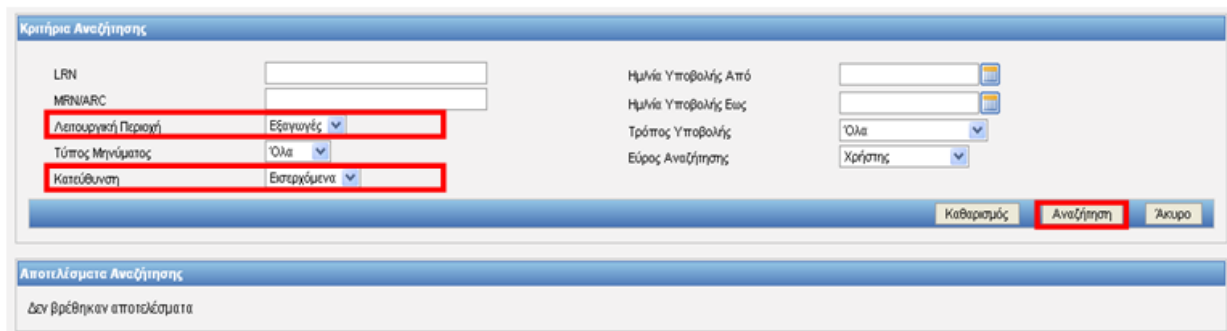 Κριτήρια Αναζήτησης
LRN
MRN/ARC
Λειτουργική Περιοχή Εξαγωγές
Τύπος Μηνύματος Όλα
Κατεύθυνση Εισερχόμενα
Ημ/νία Υποβολής Από
Ημ/νία Υποβολής Εως
Τρόπος Υποβολής Όλα
Εύρος Αναζήτησης Χρήστης
Καθαρισμός Αναζήτηση Άκυρο
Αποτελέσματα Αναζήτησης
Δεν βρέθηκαν αποτελέσματα